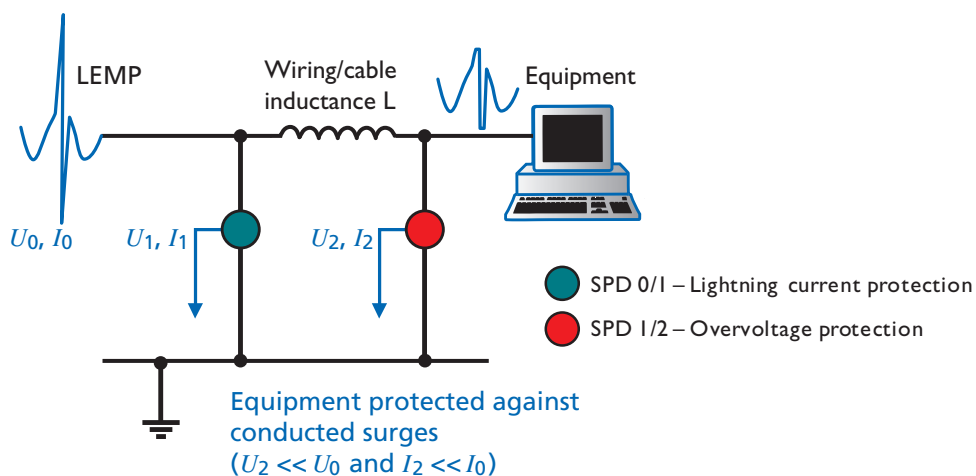 LEMP
Wiring/cable
inductance L
Equipment
U0, I0
U1, I1
U2, I2
SPD 0/1 – Lightning current protection
SPD 1/2 – Overvoltage protection
Equipment protected against
conducted surges
(U2 << U0 and I2 << I0)